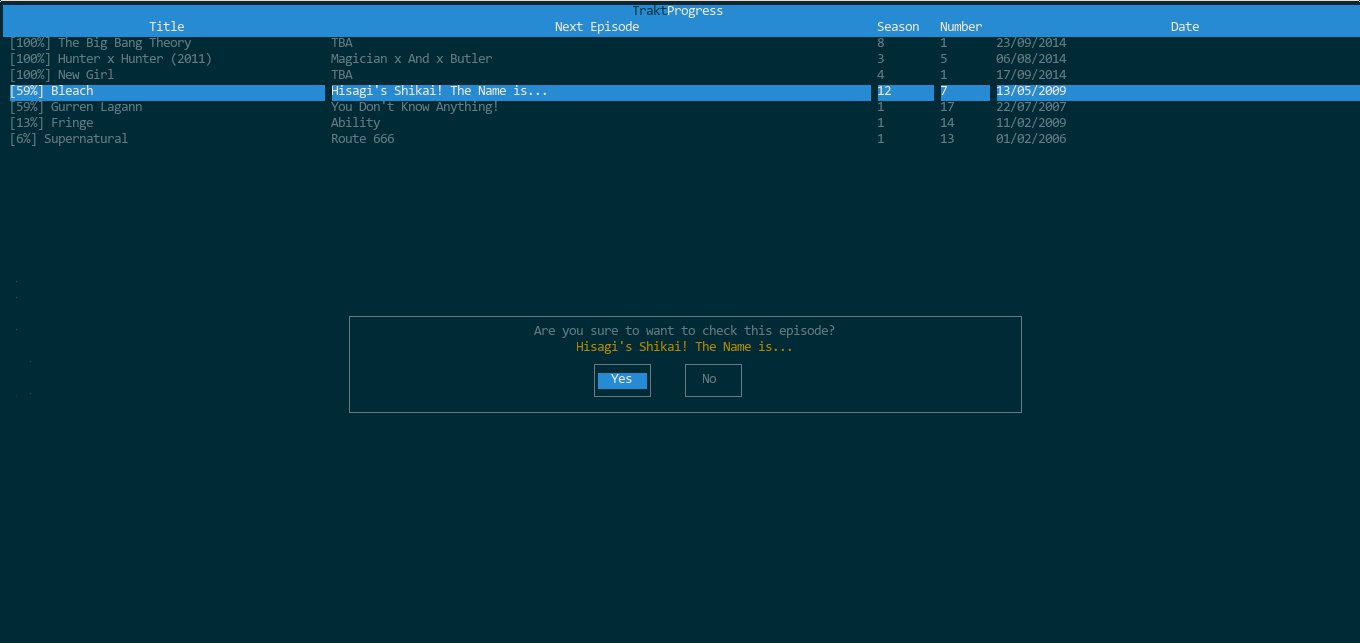 TraktProgress
Title Next Episode Season Number Date
[100%] The Big Bang Theory TBA 8 1 23/09/2014
[100%] Hunter x Hunter (2011) Magician x And x Butler 3 5 06/08/2014
[100%] New Girl TBA 4 1 17/09/2014
[59%] Bleach Hisagi's Shikai! The Name is... 12 7 13/05/2009
[59%] Gurren Lagann You Don't Know Anything! 1 17 22/07/2007
[13%] Fringe Ability 1 14 11/02/2009
[6%] Supernatural Route 666 1 13 01/02/2006
Are you sure to want to check this episode?
Hisagi's Shikai! The Name is...
Yes No